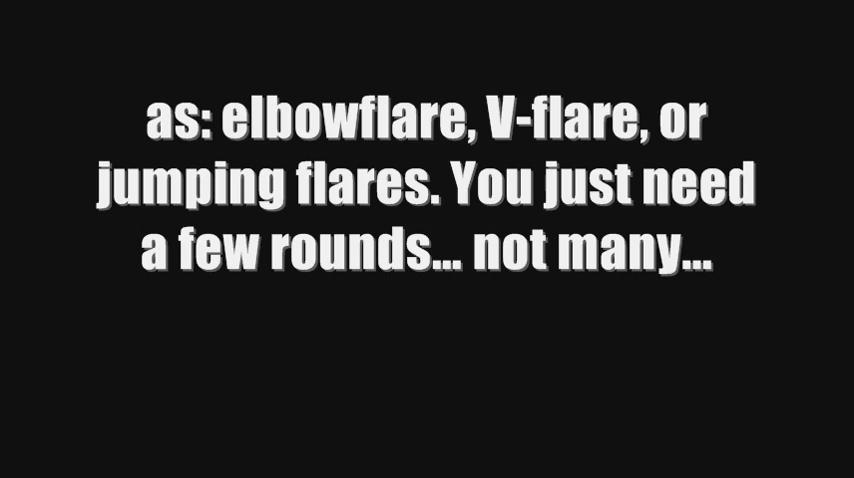 as: elbowflare, V-flare, or
jumping flares. You just need
a few rounds... not many...